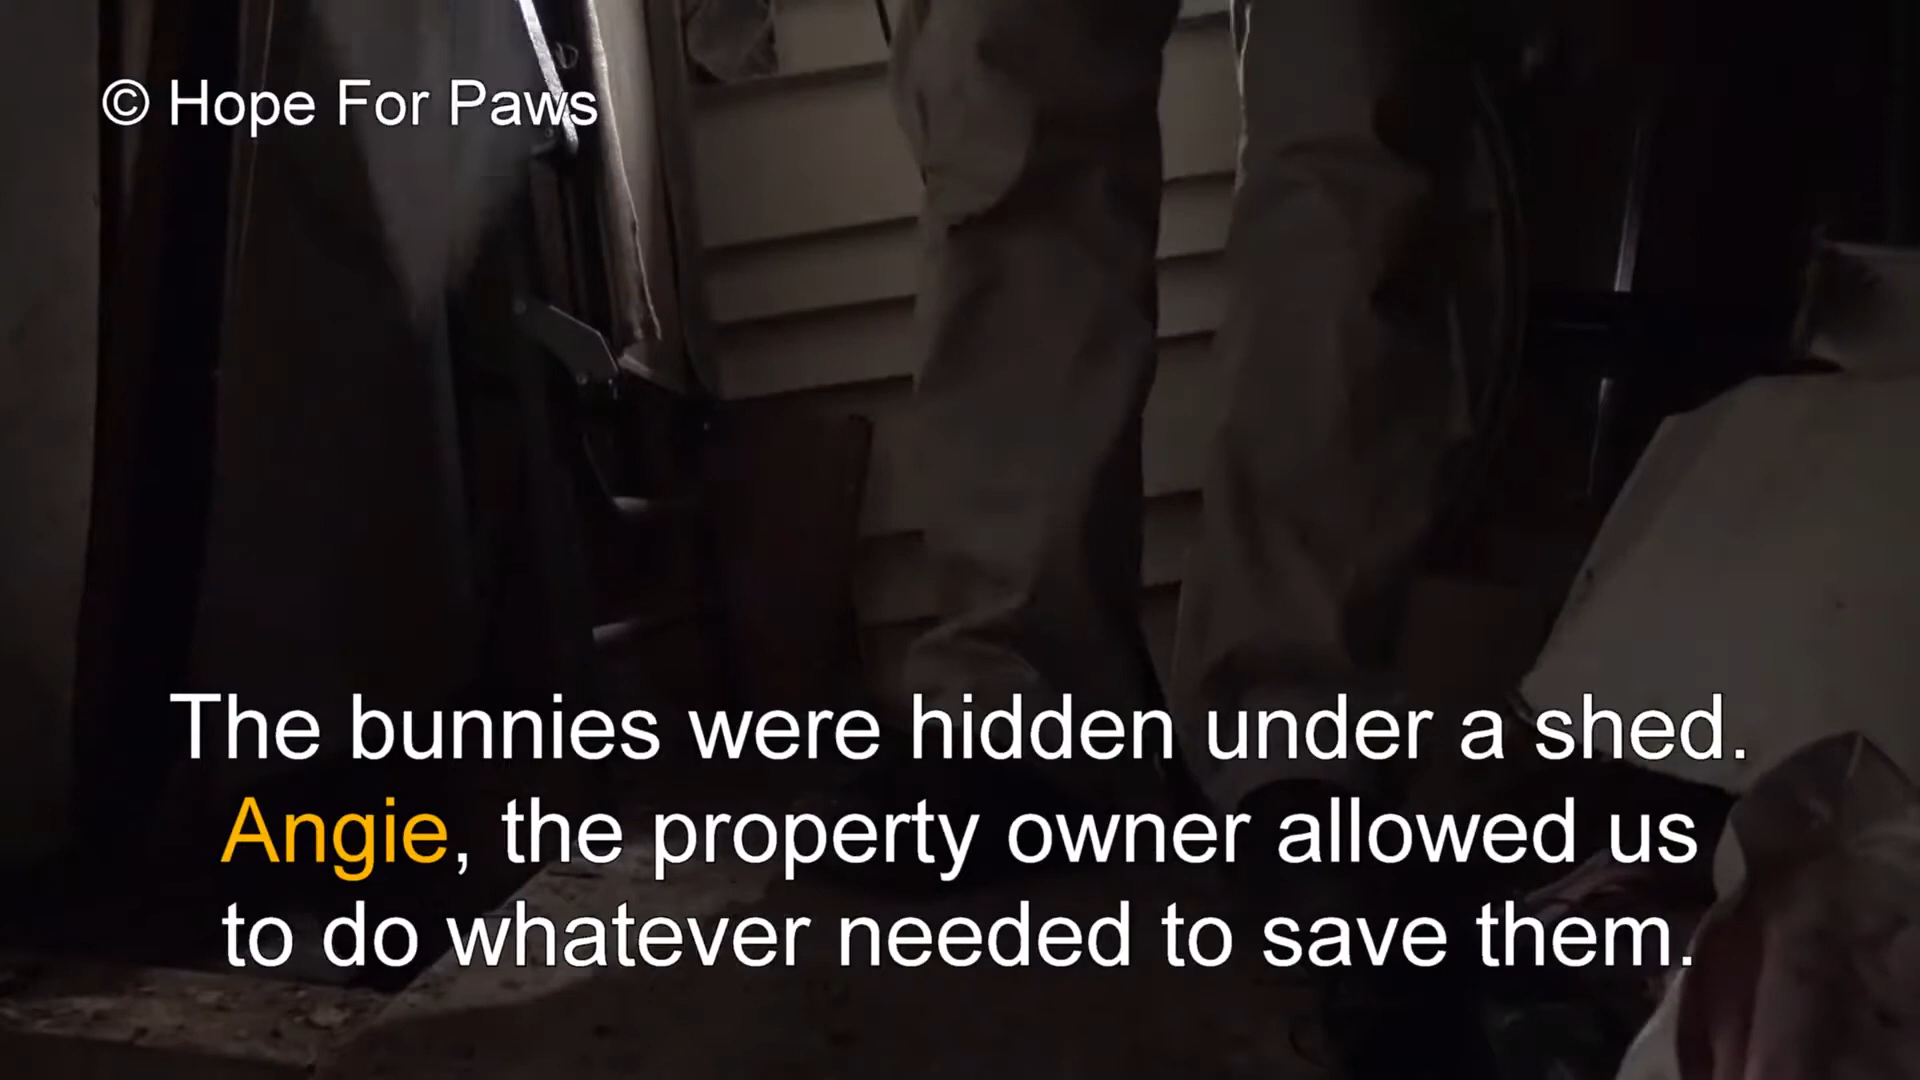 © Hope For Paws
The bunnies were hidden under a shed.
Angie, the property owner allowed us
to do whatever needed to save them.